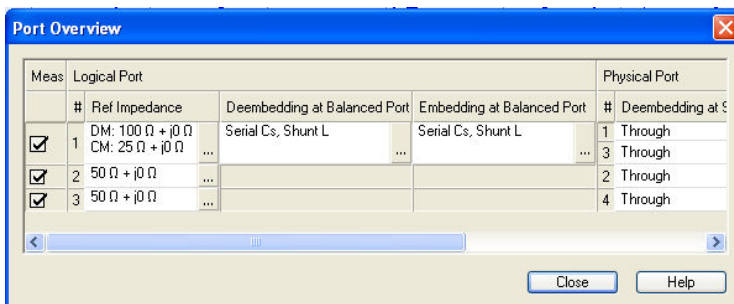 Port Overview
Meas Logical Port Physical Port
# Ref Impedance Deembedding at Balanced Port Embedding at Balanced Port # Deembedding at S
1 DM: 100 Ω + j0 Ω Serial Cs, Shunt L Serial Cs, Shunt L 1 Through
CM: 25 Ω + j0 Ω ... ... ... 3 Through
2 50 Ω + j0 Ω ... 2 Through
3 50 Ω + j0 Ω ... 4 Through
Close Help